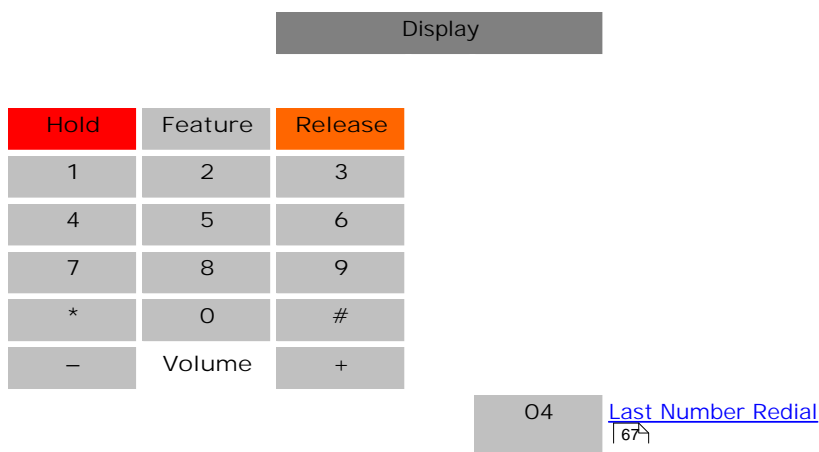 Display
Hold Feature Release
1 2 3
4 5 6
7 8 9
* 0 #
– Volume +
04 Last Number Redial
67